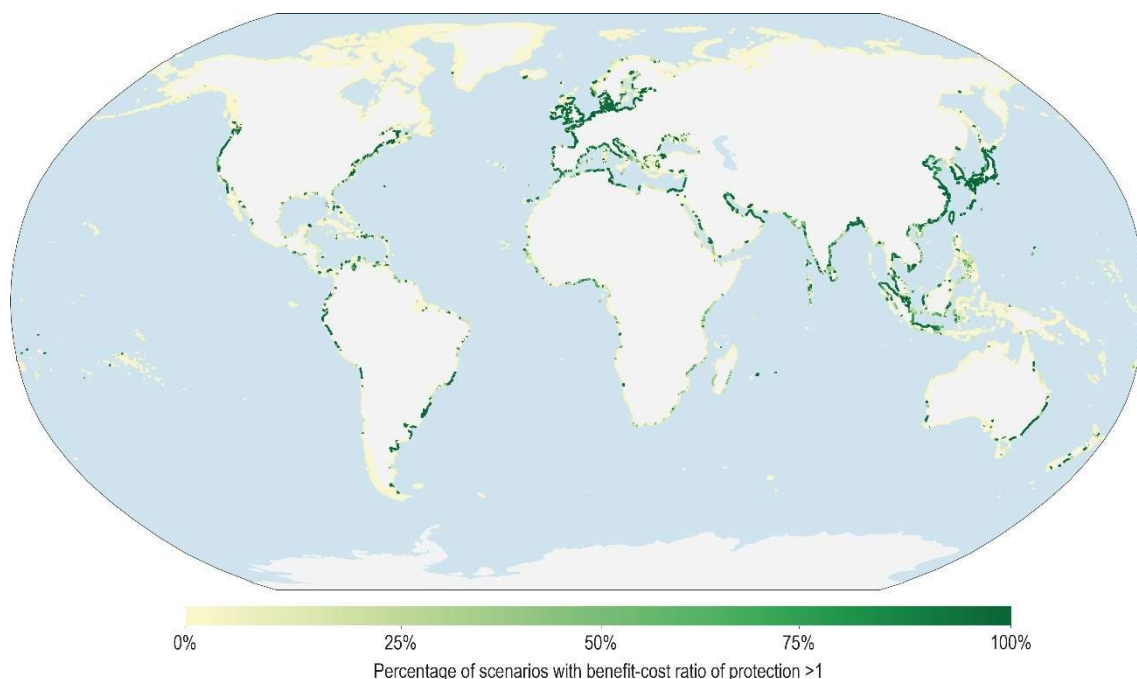 0% 25% 50% 75% 100%
Percentage of scenarios with benefit-cost ratio of protection >1